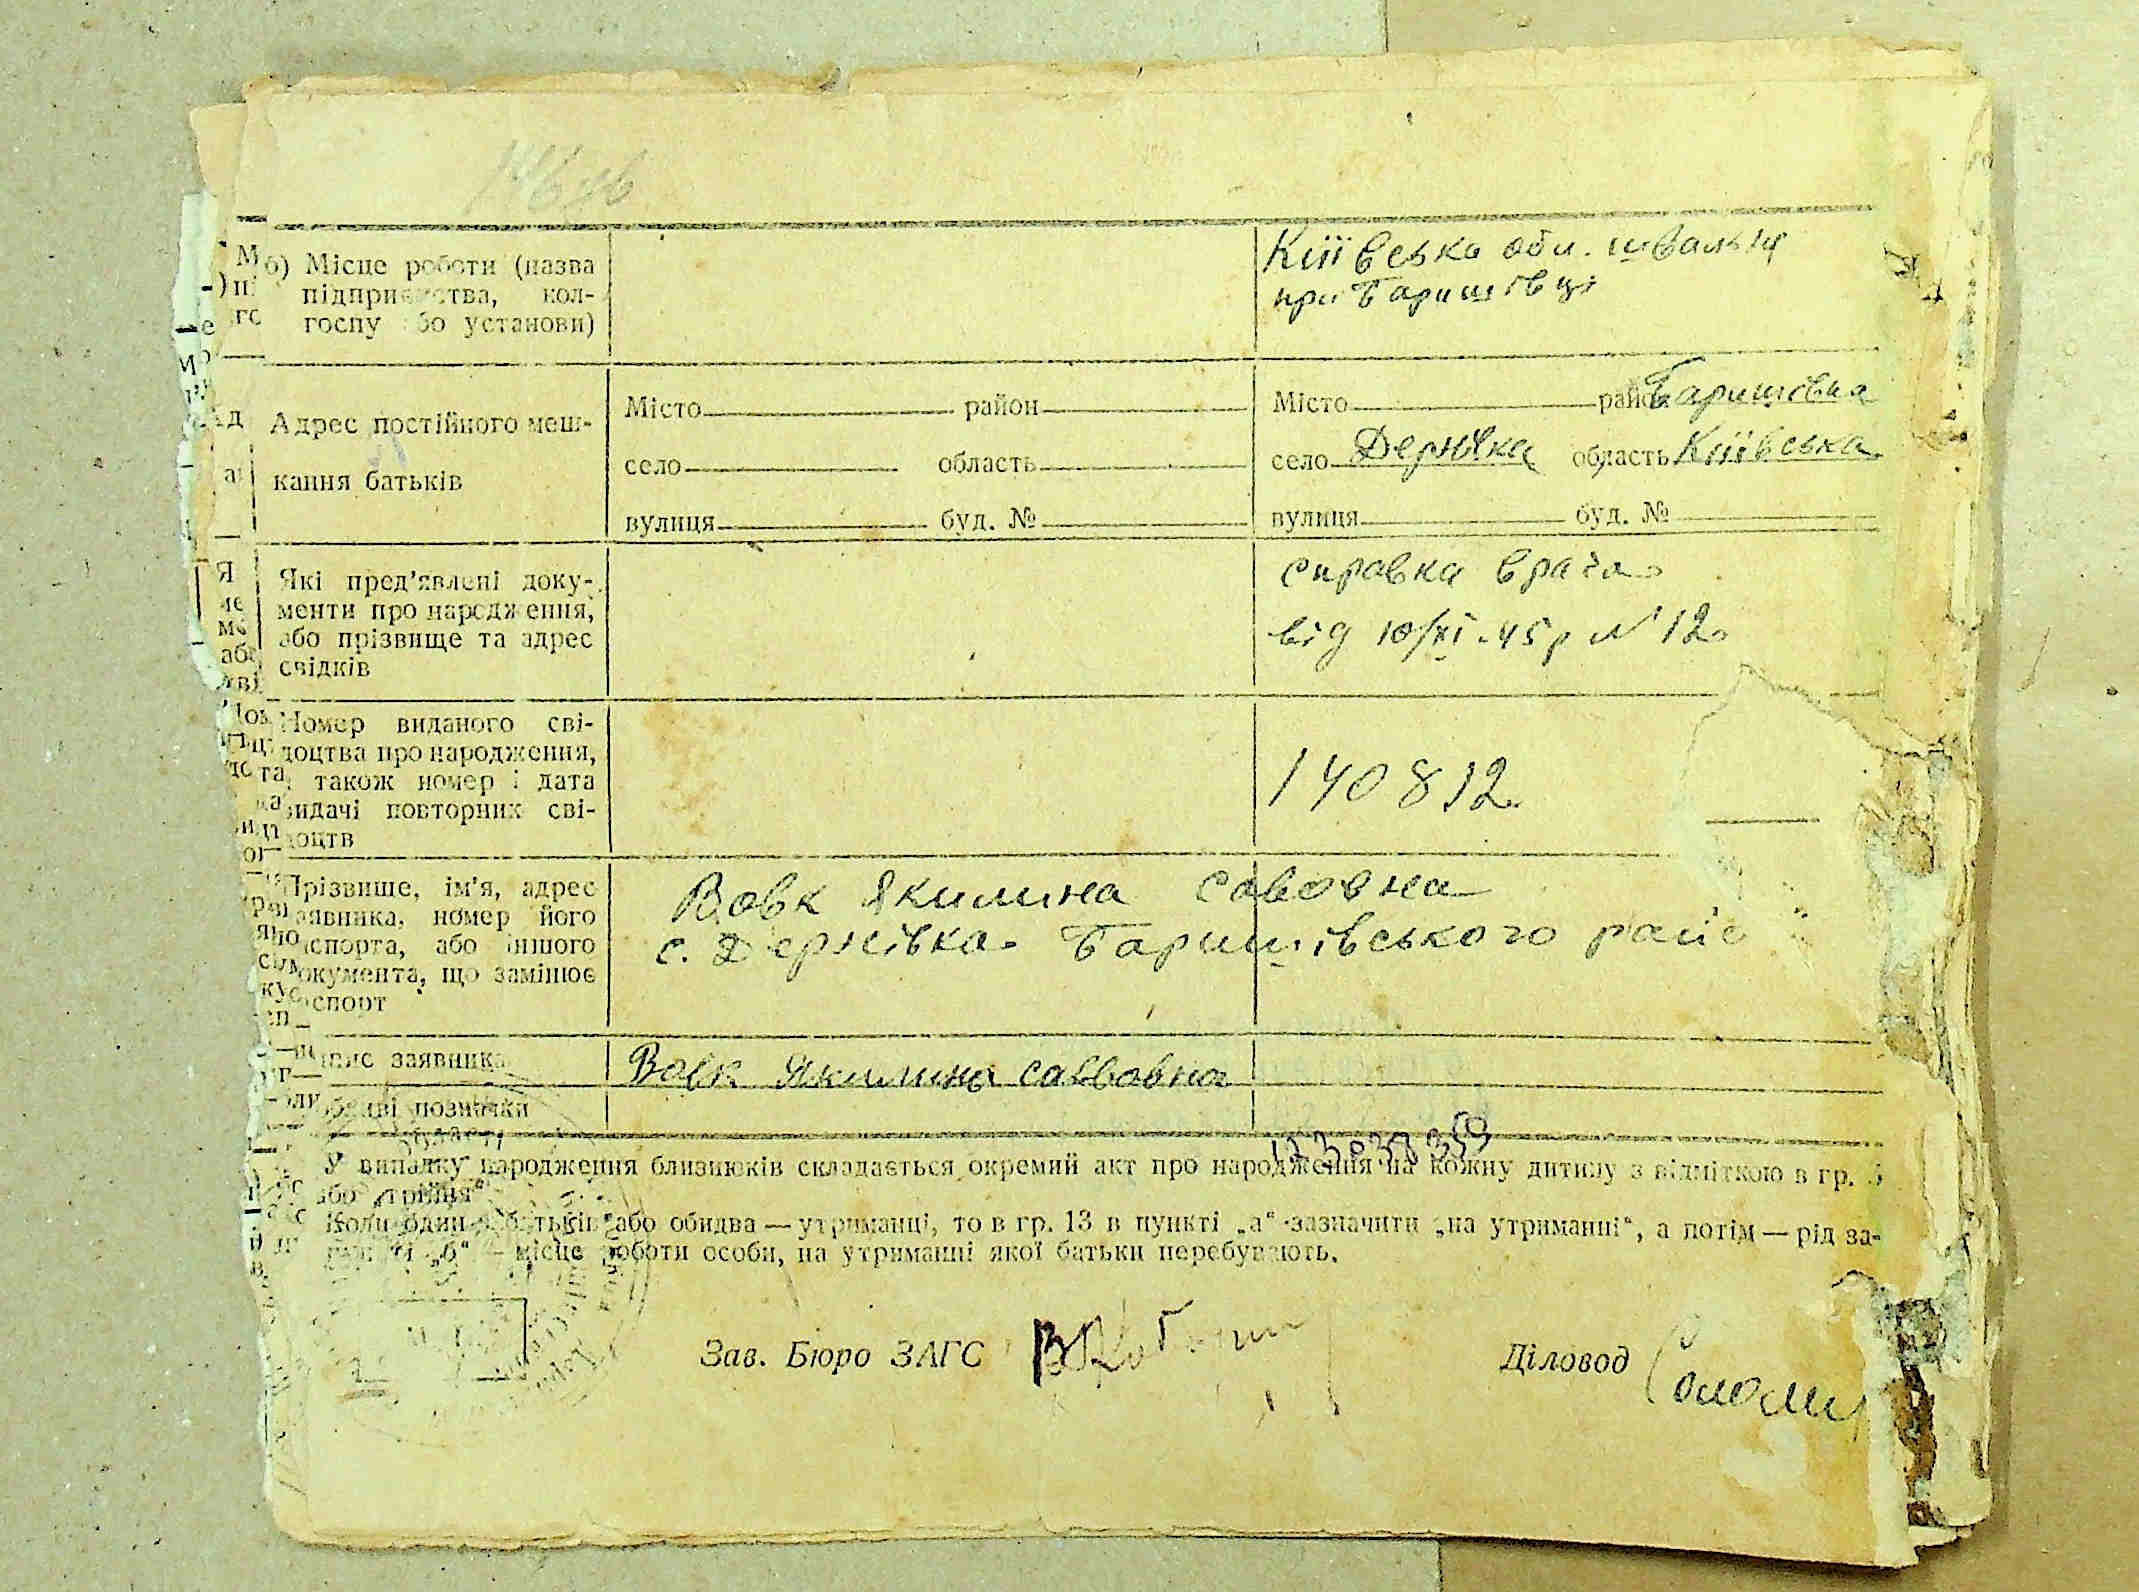 б) Місце роботи (назва
підприємства, кол-
госпу або установи)
Київська обл. швальня
при Баришівці
Адрес постійного меш-
кання батьків
Місто район
село область
вулиця буд. №
Місто район Баришівка
село Дернівка область Київська
вулиця буд. №
Які пред'явлені доку-
менти про народження,
або прізвище та адрес
свідків
справка врача
від 10/XI-45р N 12
Номер виданого сві-
доцтва про народження,
також номер і дата
видачі повторних сві-
доцтв
140812
Прізвище, ім'я, адрес
заявника, номер його
паспорта, або іншого
документа, що замінює
паспорт
Вовк Якилина Савовна
с. Дернівка Баришівського райо
Підпис заявника
Вовк Якилина Саввовна
Особливі позначки
У випадку народження близнюків складається окремий акт про народження на кожну дитину з відміткою в гр.
або „трійня“
Коли один з батьків або обидва — утриманці, то в гр. 13 в пункті „а“ зазначити „на утриманні“, а потім — рід за-
пункті „б“ — місце роботи особи, на утриманні якої батьки перебувають.
Зав. Бюро ЗАГС
Діловод